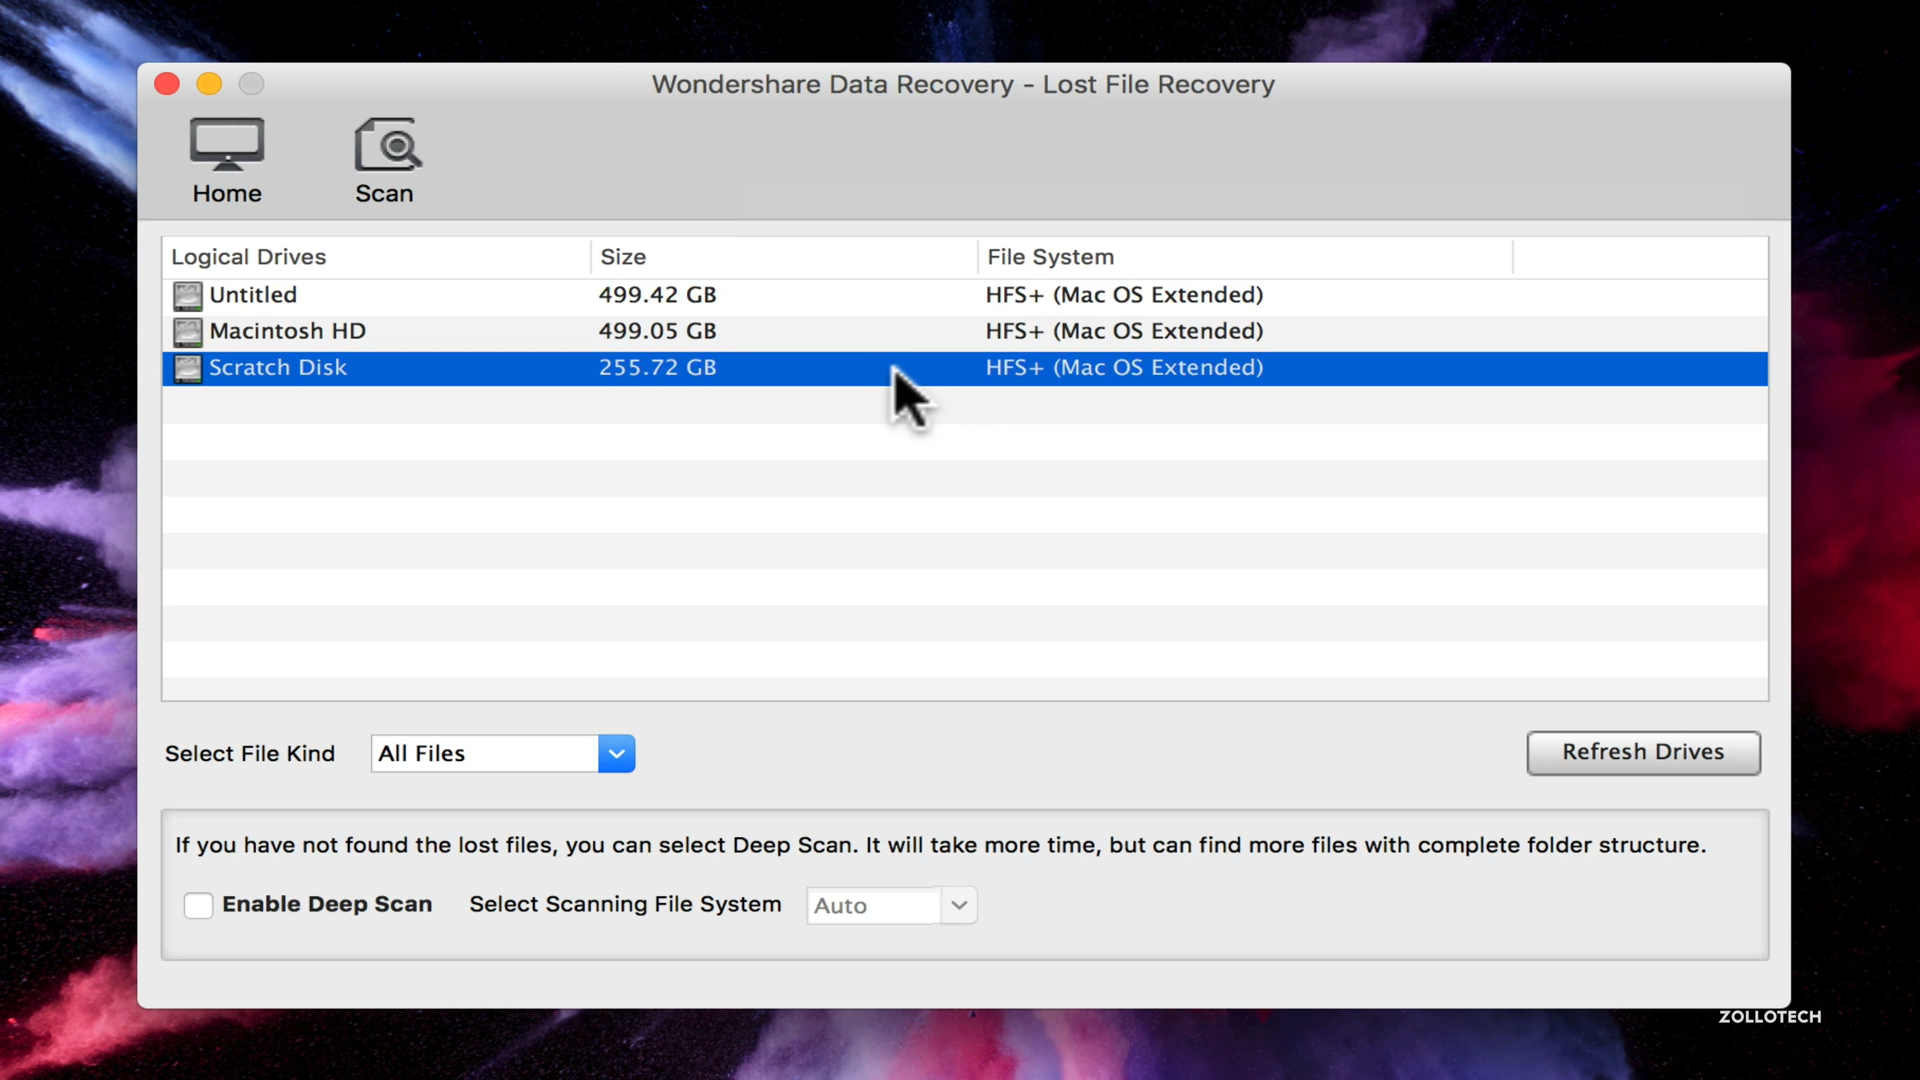 Wondershare Data Recovery - Lost File Recovery
Home Scan
Logical Drives Size File System
Untitled 499.42 GB HFS+ (Mac OS Extended)
Macintosh HD 499.05 GB HFS+ (Mac OS Extended)
Scratch Disk 255.72 GB HFS+ (Mac OS Extended)
Select File Kind All Files Refresh Drives
If you have not found the lost files, you can select Deep Scan. It will take more time, but can find more files with complete folder structure.
Enable Deep Scan Select Scanning File System Auto
ZOLLOTECH